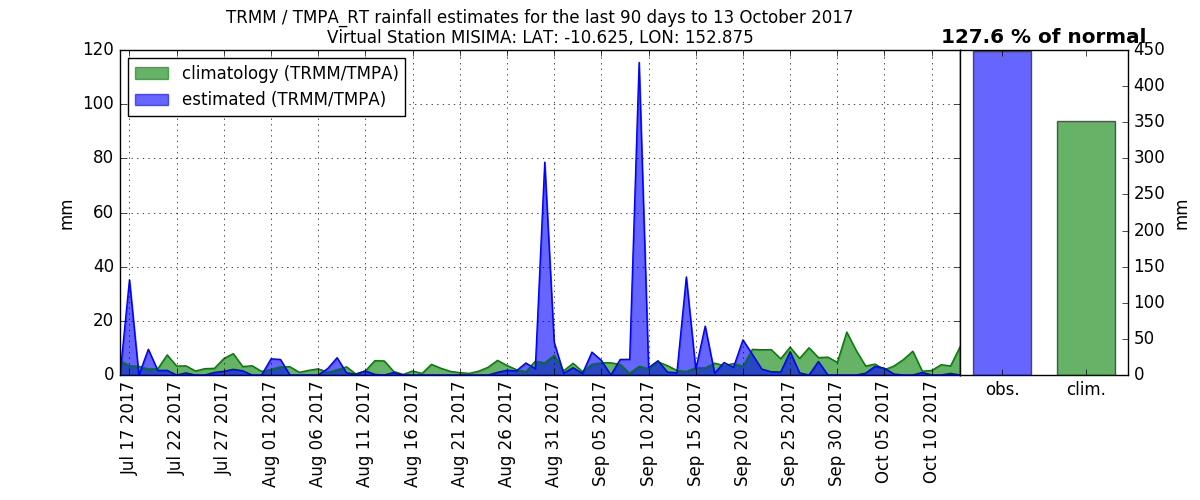 TRMM / TMPA_RT rainfall estimates for the last 90 days to 13 October 2017
Virtual Station MISIMA: LAT: -10.625, LON: 152.875
127.6 % of normal
climatology (TRMM/TMPA)
estimated (TRMM/TMPA)
mm
120
100
80
60
40
20
0
Jul 17 2017
Jul 22 2017
Jul 27 2017
Aug 01 2017
Aug 06 2017
Aug 11 2017
Aug 16 2017
Aug 21 2017
Aug 26 2017
Aug 31 2017
Sep 05 2017
Sep 10 2017
Sep 15 2017
Sep 20 2017
Sep 25 2017
Sep 30 2017
Oct 05 2017
Oct 10 2017
450
400
350
300
250
200
150
100
50
0
mm
obs.
clim.